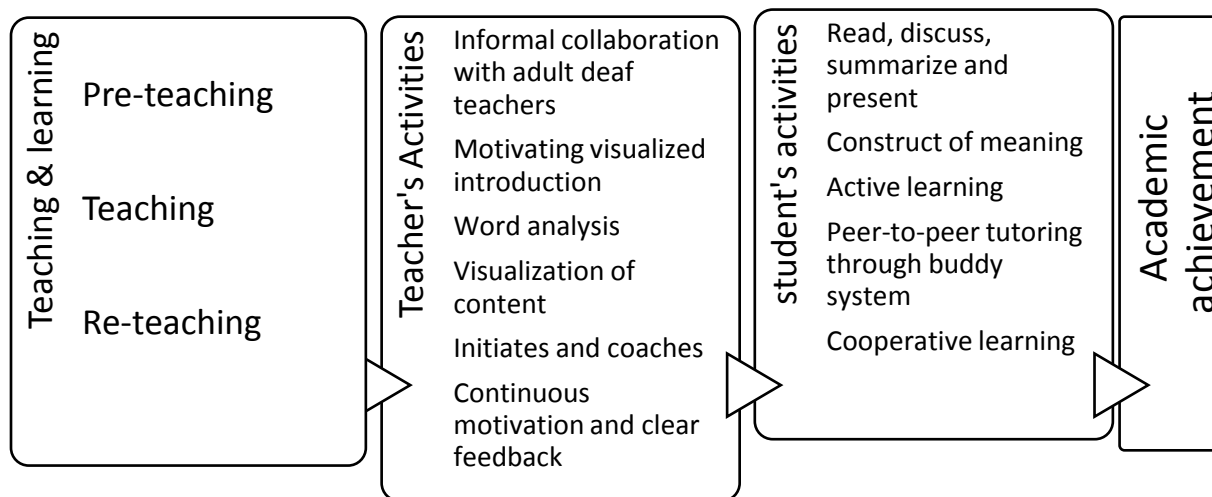 Teaching & learning
Pre-teaching
Teaching
Re-teaching
Teacher's Activities
Informal collaboration
with adult deaf
teachers
Motivating visualized
introduction
Word analysis
Visualization of
content
Initiates and coaches
Continuous
motivation and clear
feedback
student's activities
Read, discuss,
summarize and
present
Construct of meaning
Active learning
Peer-to-peer tutoring
through buddy
system
Cooperative learning
Academic
achievement